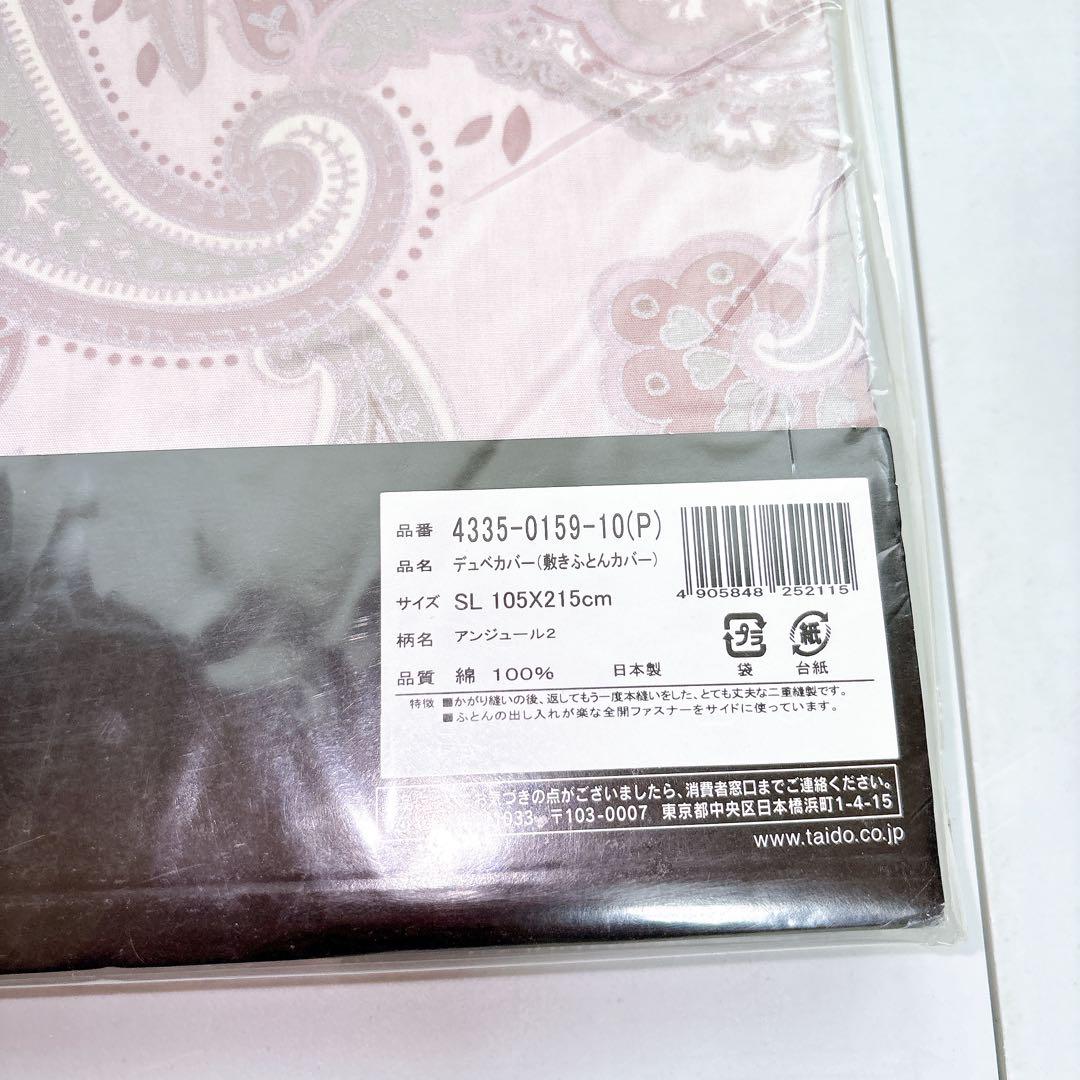 品番 4335-0159-10(P)
品名 デュベカバー(敷きふとんカバー)
サイズ SL 105X215cm
柄名 アンジュール2
品質 綿 100% 日本製
4 905848 252115
プラ 紙
袋 台紙
特徴 ■かがり縫いの後、返してもう一度本縫いをした、とても丈夫な二重縫製です。
■ふとんの出し入れが楽な全開ファスナーをサイドに使っています。
づきの点がございましたら、消費者窓口までご連絡ください。
033 〒103-0007 東京都中央区日本橋浜町1-4-15
www.taido.co.jp